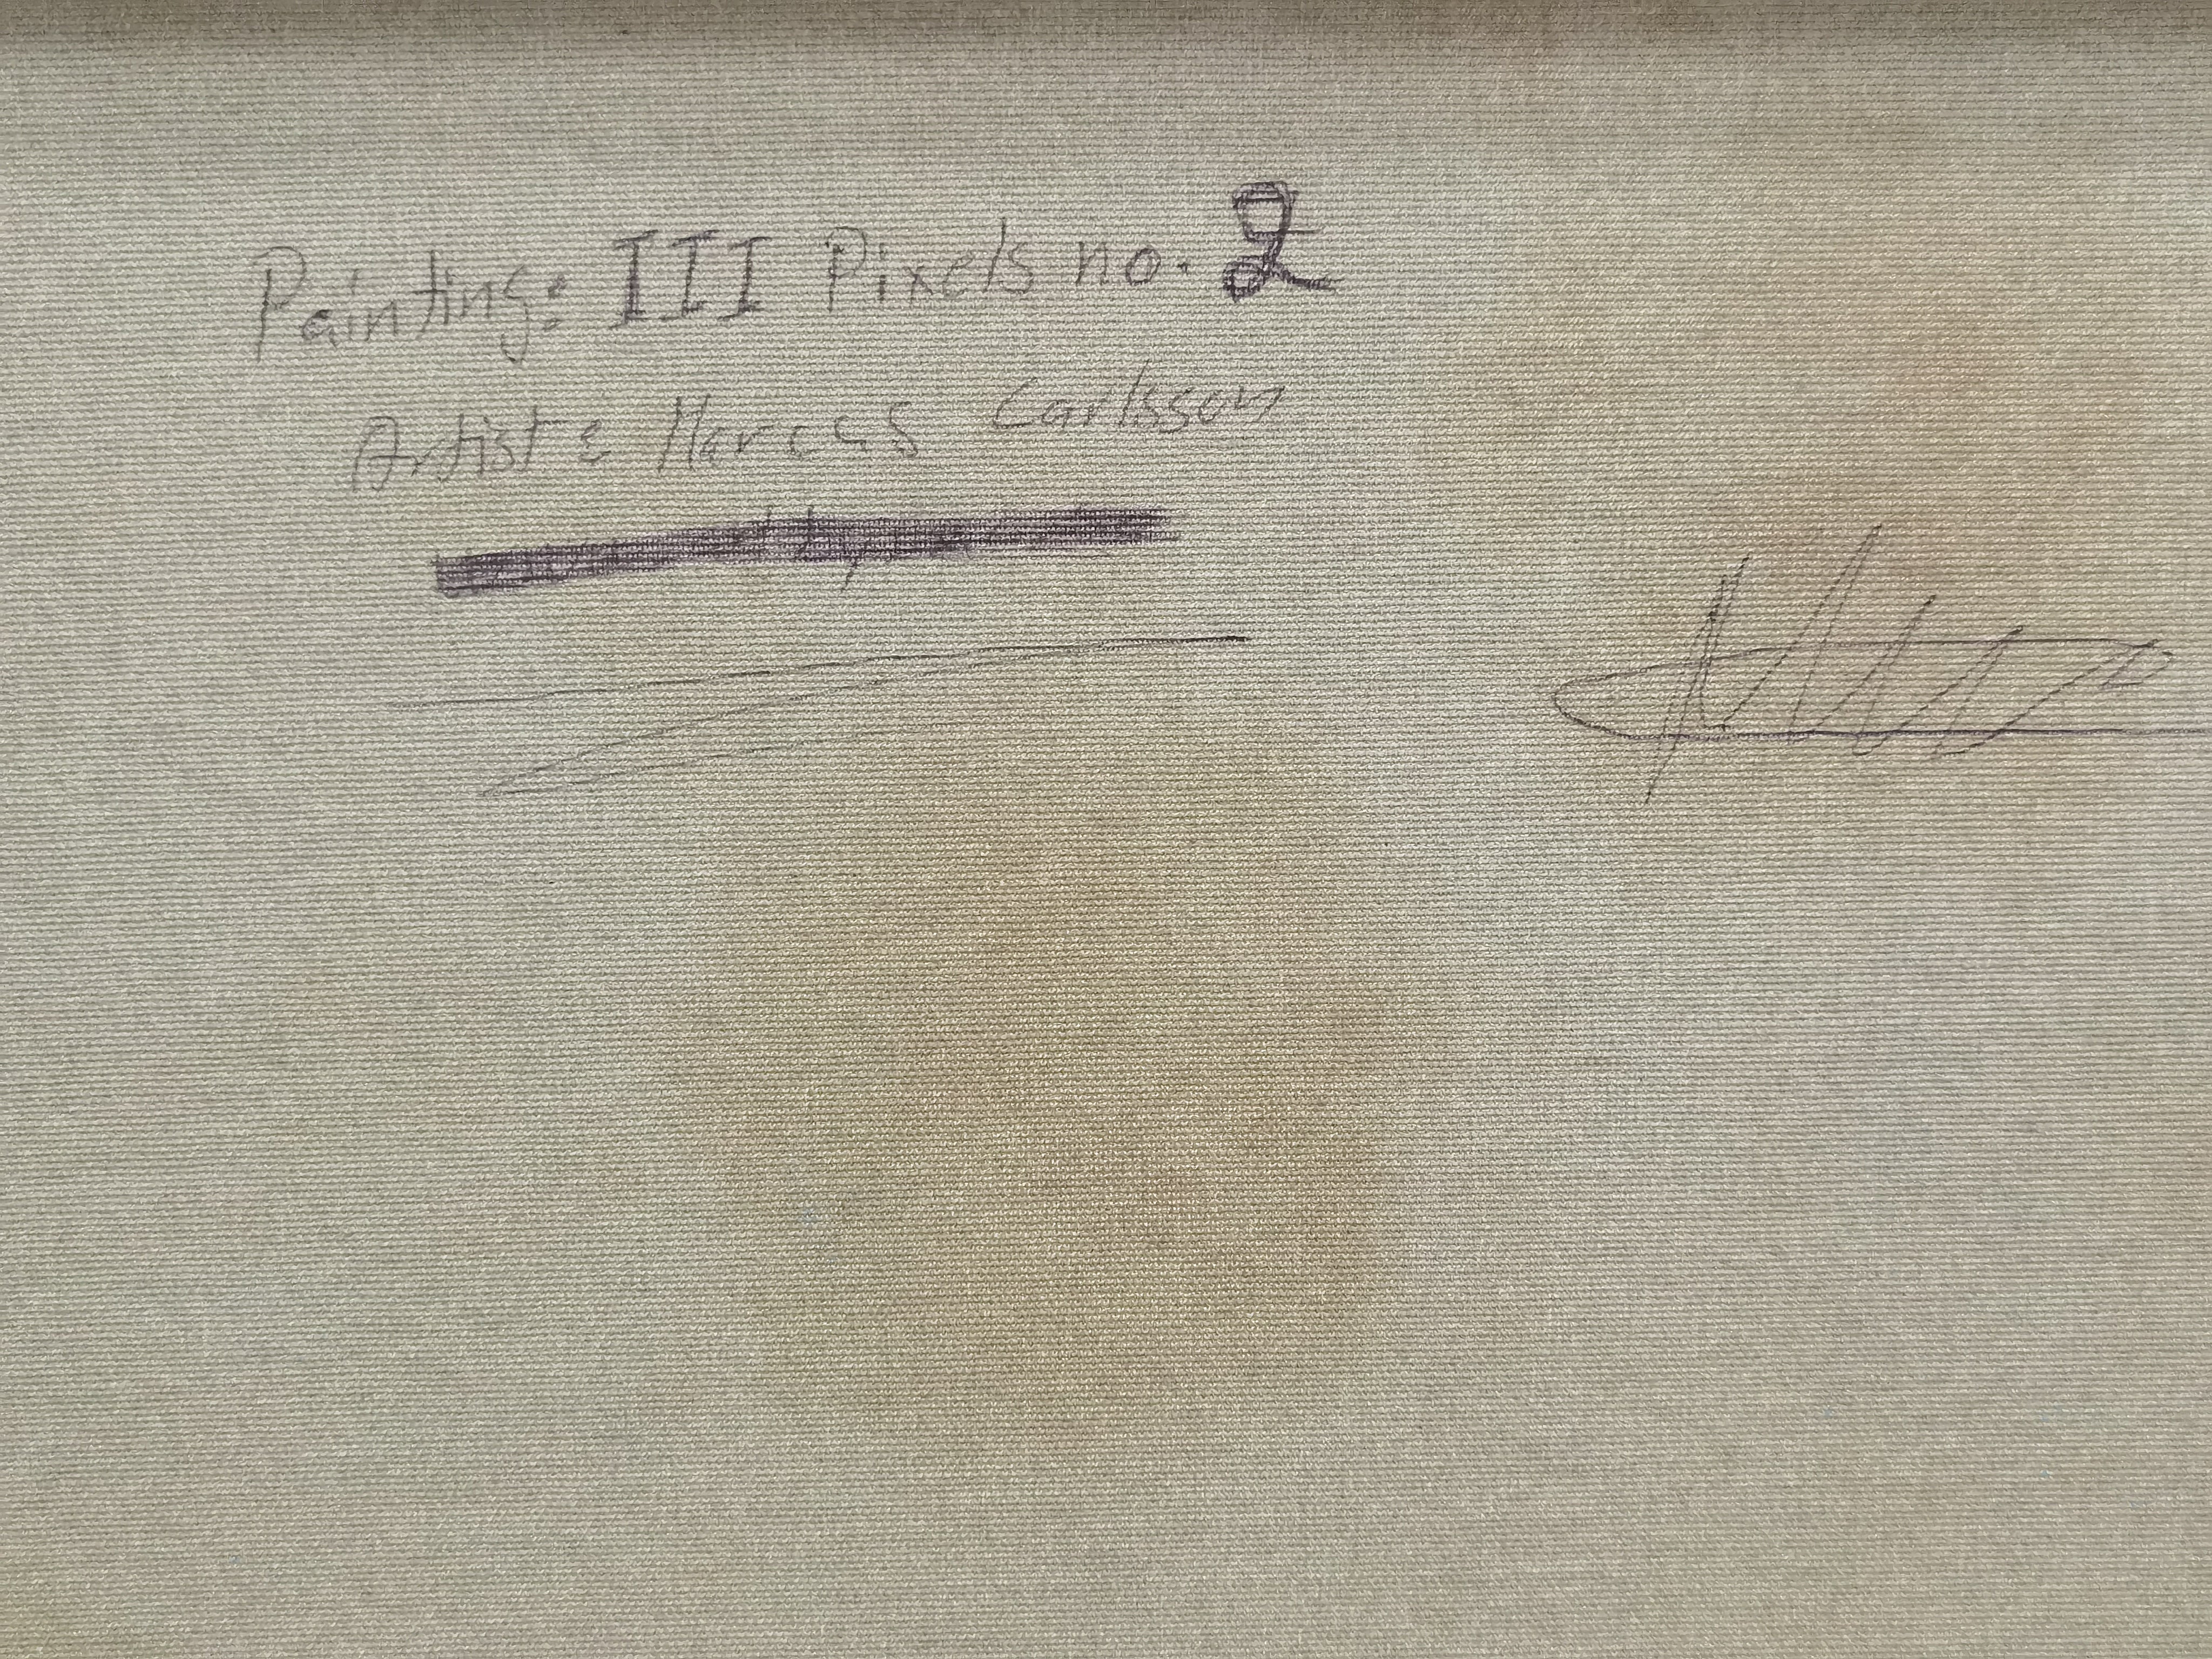 Painting: III Pixels no. 2
Artist: Marcus Carlsson